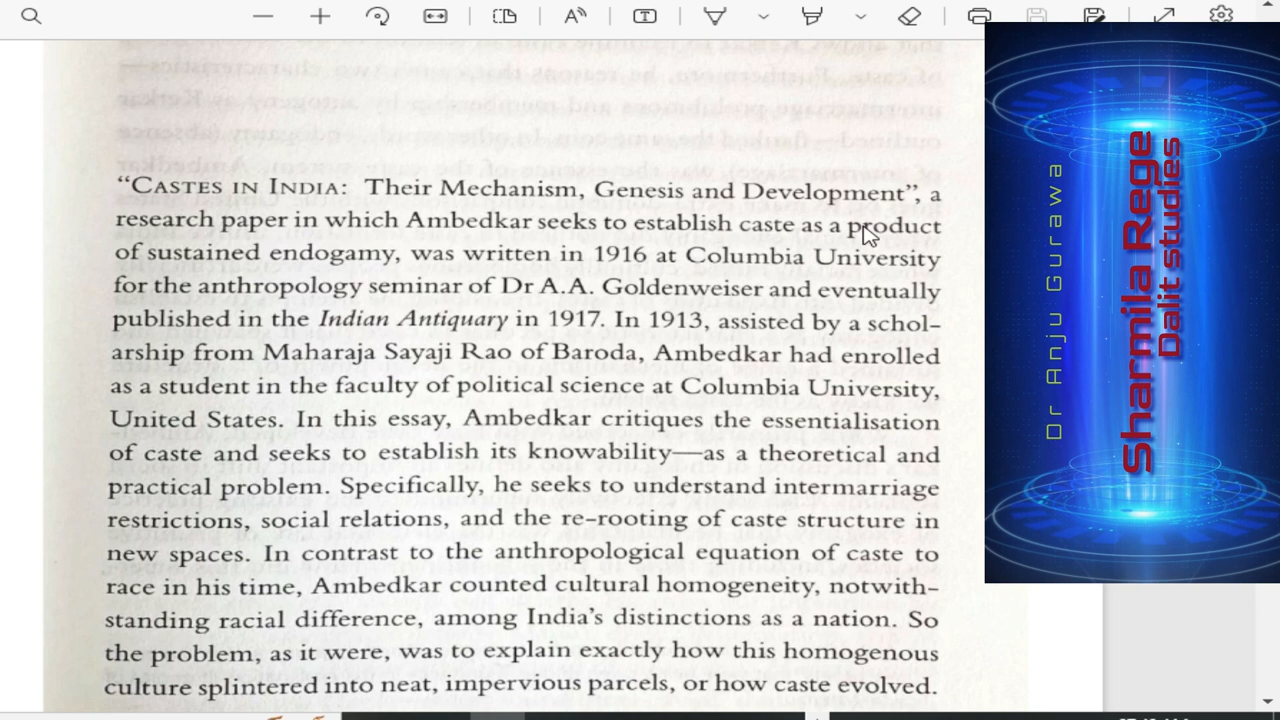 “CASTES IN INDIA: Their Mechanism, Genesis and Development”, a
research paper in which Ambedkar seeks to establish caste as a product
of sustained endogamy, was written in 1916 at Columbia University
for the anthropology seminar of Dr A.A. Goldenweiser and eventually
published in the Indian Antiquary in 1917. In 1913, assisted by a schol-
arship from Maharaja Sayaji Rao of Baroda, Ambedkar had enrolled
as a student in the faculty of political science at Columbia University,
United States. In this essay, Ambedkar critiques the essentialisation
of caste and seeks to establish its knowability—as a theoretical and
practical problem. Specifically, he seeks to understand intermarriage
restrictions, social relations, and the re-rooting of caste structure in
new spaces. In contrast to the anthropological equation of caste to
race in his time, Ambedkar counted cultural homogeneity, notwith-
standing racial difference, among India’s distinctions as a nation. So
the problem, as it were, was to explain exactly how this homogenous
culture splintered into neat, impervious parcels, or how caste evolved.
Dr Anju Gurawa
Sharmila Rege
Dalit studies